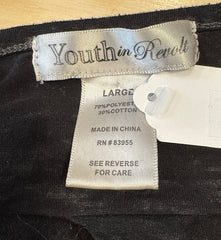 Youth in Revolt
LARGE
70% POLYESTER
30% COTTON
MADE IN CHINA
RN # 83955
SEE REVERSE
FOR CARE